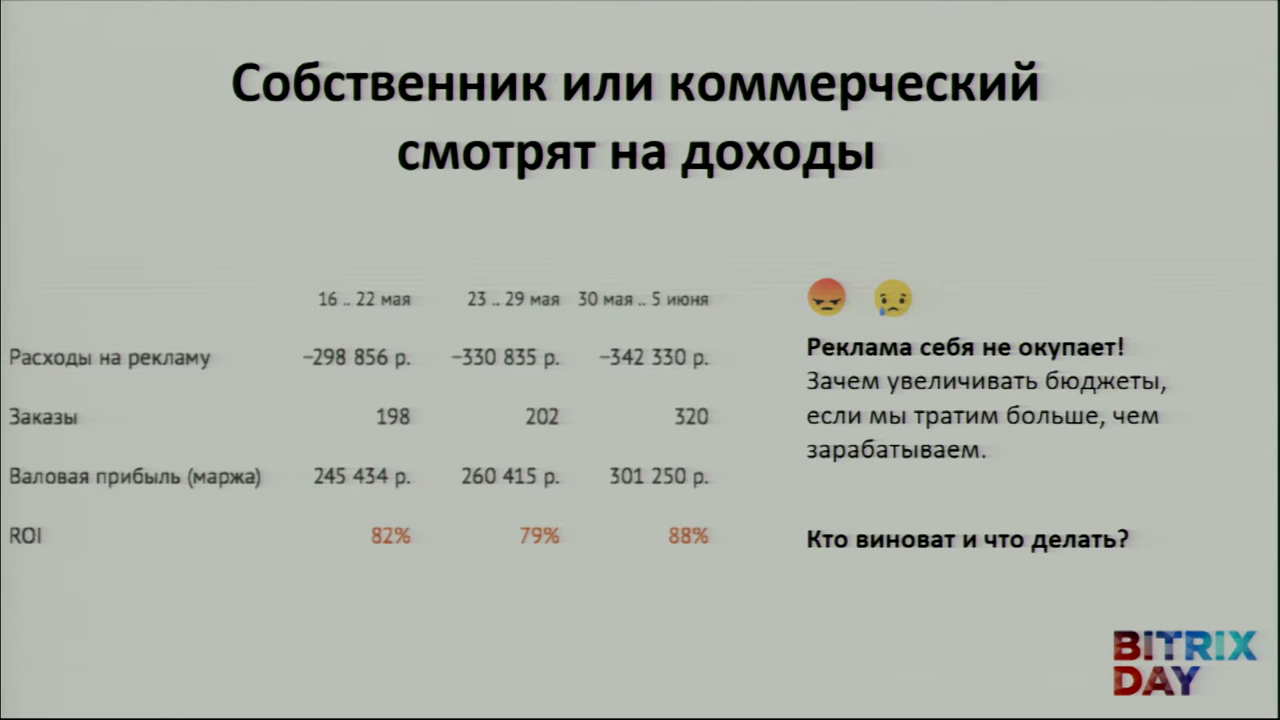 Собственник или коммерческий
смотрят на доходы
16 .. 22 мая 23 .. 29 мая 30 мая .. 5 июня
Расходы на рекламу −298 856 р. −330 835 р. −342 330 р.
Заказы 198 202 320
Валовая прибыль (маржа) 245 434 р. 260 415 р. 301 250 р.
ROI 82% 79% 88%
Реклама себя не окупает!
Зачем увеличивать бюджеты,
если мы тратим больше, чем
зарабатываем.
Кто виноват и что делать?
BITRIX
DAY